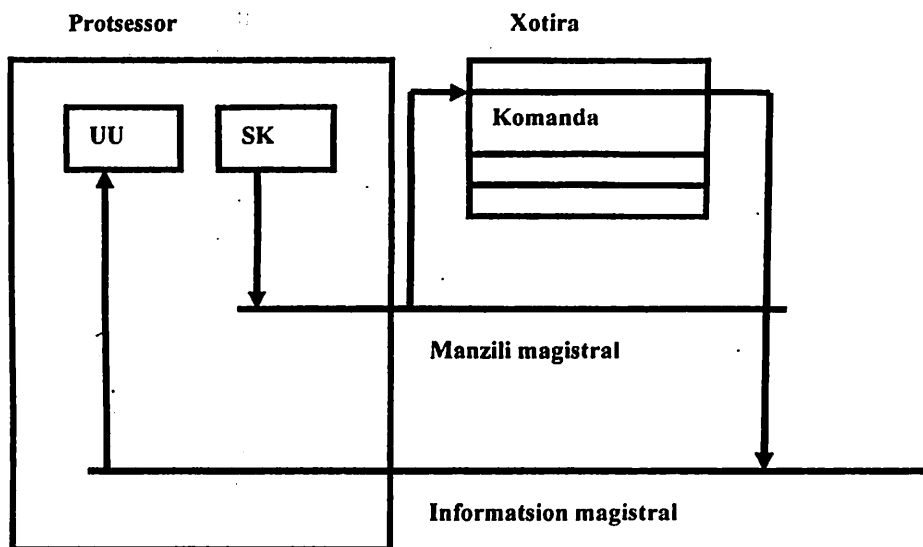 Protsessor
Xotira
UU
SK
Komanda
Manzili magistral
Informatsion magistral